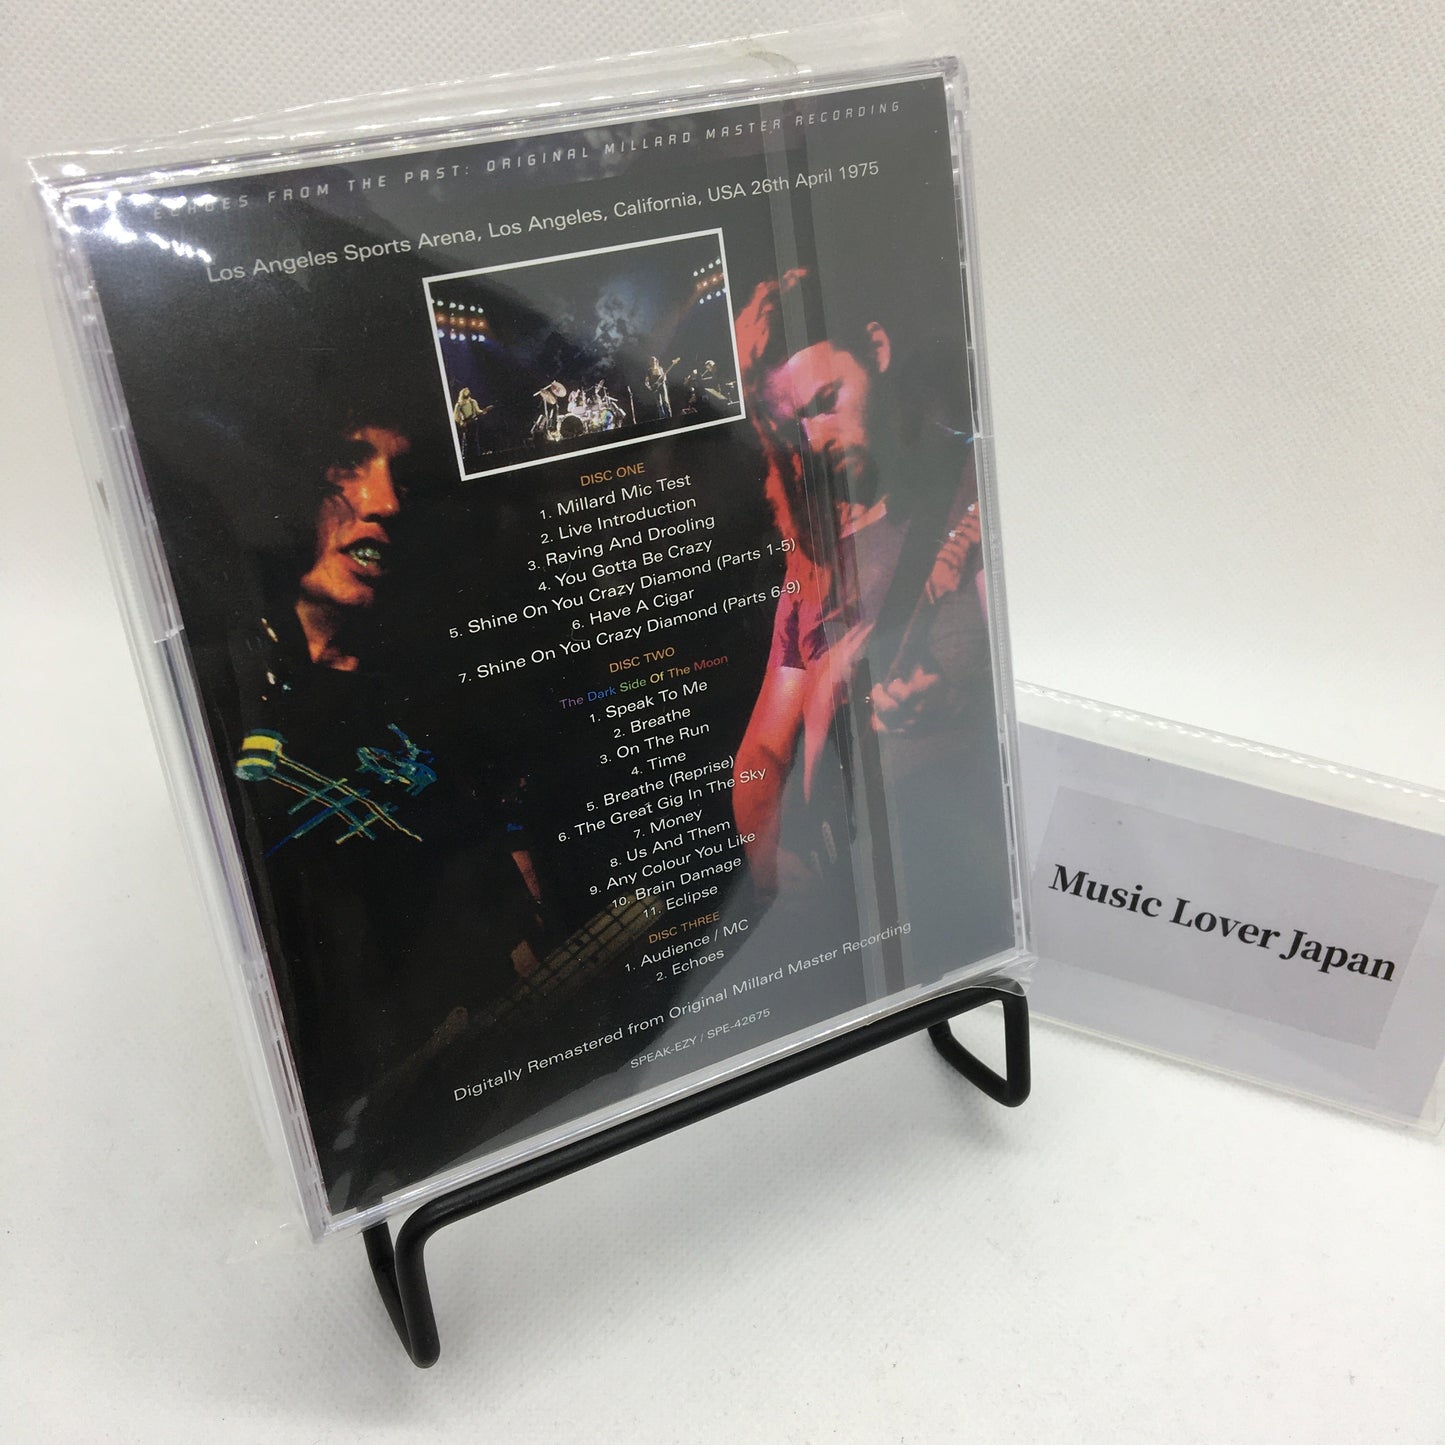 ECHOES FROM THE PAST: ORIGINAL MILLARD MASTER RECORDING
Los Angeles Sports Arena, Los Angeles, California, USA 26th April 1975
DISC ONE
1. Millard Mic Test
2. Live Introduction
3. Raving And Drooling
4. You Gotta Be Crazy
5. Shine On You Crazy Diamond (Parts 1-5)
6. Have A Cigar
7. Shine On You Crazy Diamond (Parts 6-9)
DISC TWO
The Dark Side Of The Moon
1. Speak To Me
2. Breathe
3. On The Run
4. Time
5. Breathe (Reprise)
6. The Great Gig In The Sky
7. Money
8. Us And Them
9. Any Colour You Like
10. Brain Damage
11. Eclipse
DISC THREE
1. Audience / MC
2. Echoes
Digitally Remastered from Original Millard Master Recording
SPEAK-EZY / SPE-42675
Music Lover Japan